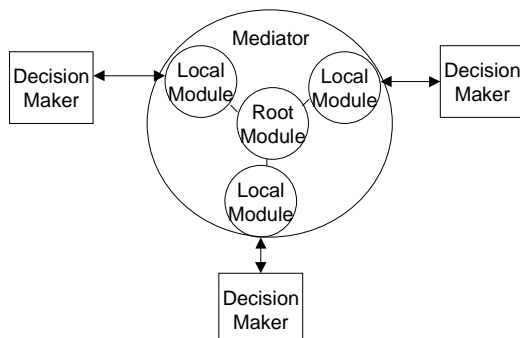 Mediator
Decision
Maker
Local
Module
Local
Module
Decision
Maker
Root
Module
Local
Module
Decision
Maker